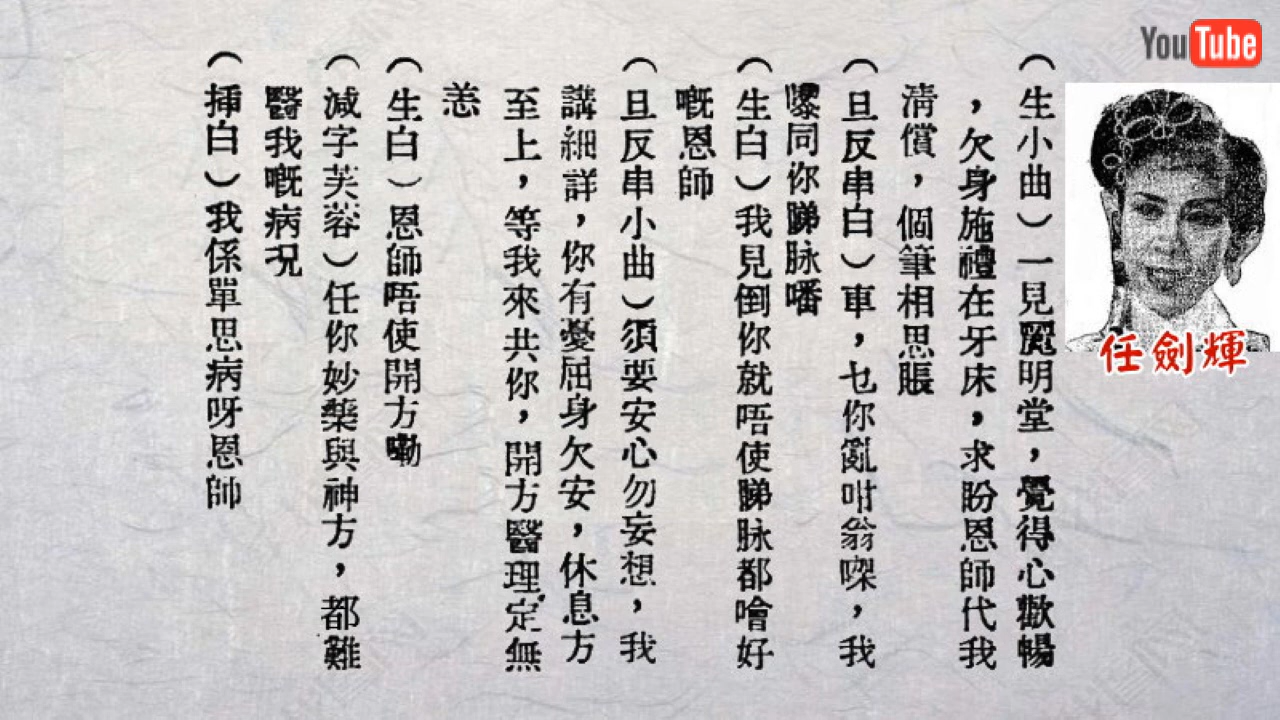 YouTube
任劍輝
（生小曲）一見麗明堂，覺得心歡暢
，欠身施禮在牙床，求盼恩師代我
清償，個筆相思賬
（旦反串白）車，乜你亂咁翁㗎，我
嚟同你睇脉噃
（生白）我見倒你就唔使睇脉都噲好
嘅恩師
（旦反串小曲）須要安心勿妄想，我
講細詳，你有憂屈身欠安，休息方
至上，等我來共你，開方醫理定無
恙
（生白）恩師唔使開方嘞
（減字芙蓉）任你妙藥與神方，都難
醫我嘅病況
（揷白）我係單思病呀恩師